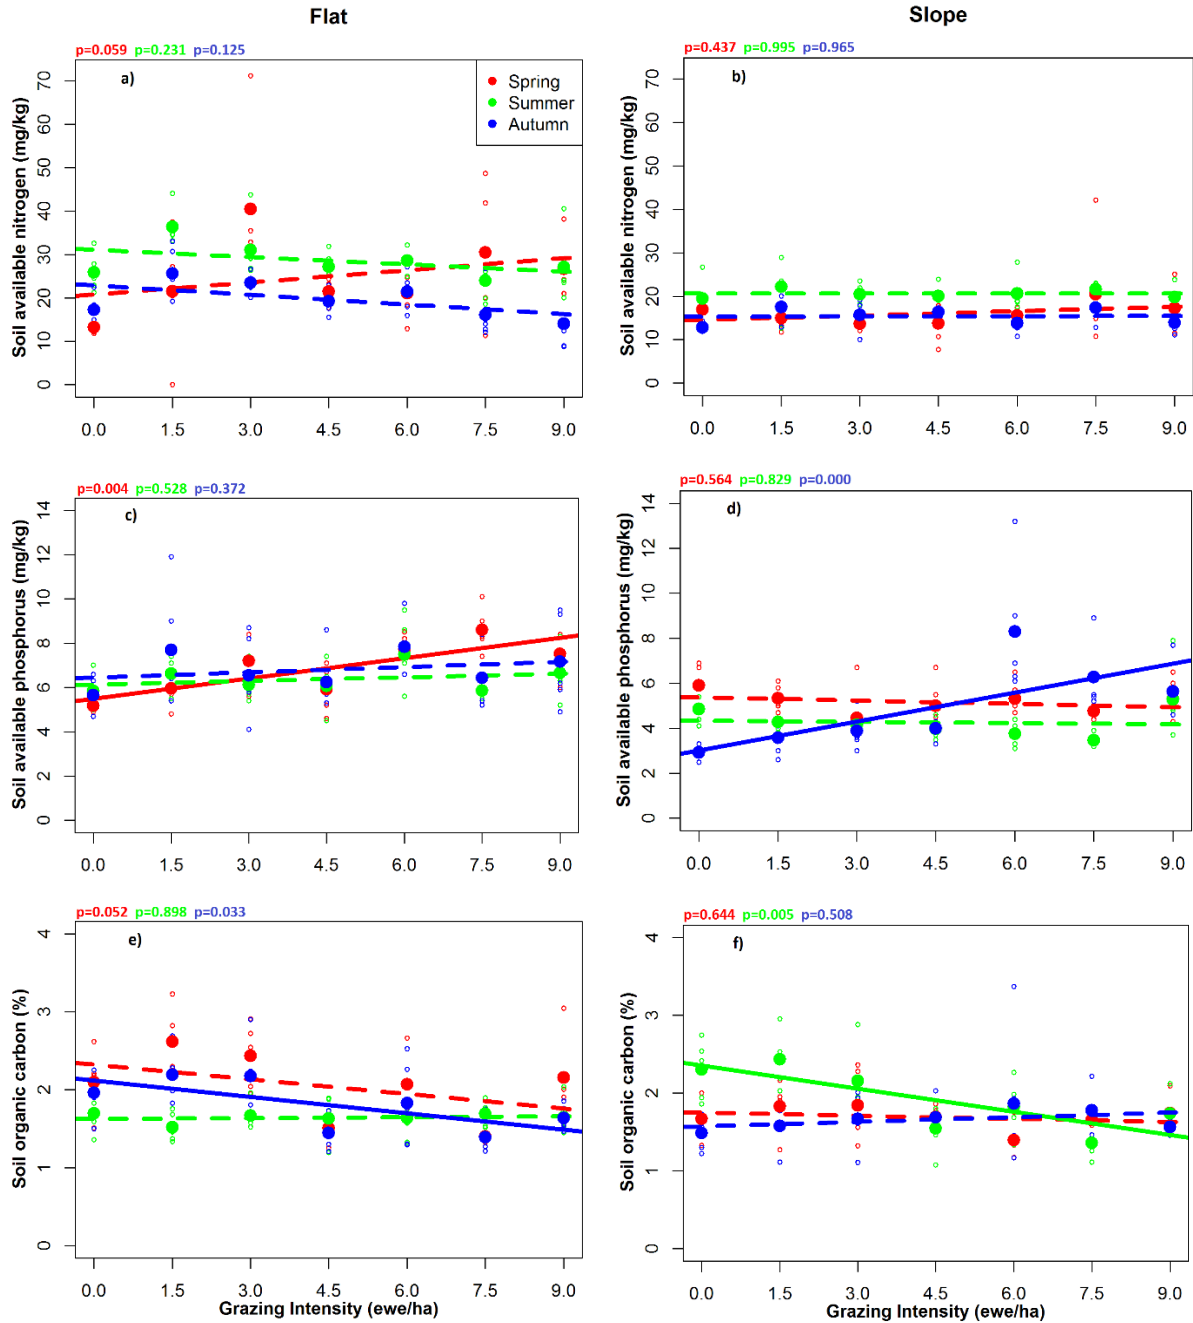 Flat
Slope
p=0.059 p=0.231 p=0.125
p=0.437 p=0.995 p=0.965
a)
b)
Spring
Summer
Autumn
Soil available nitrogen (mg/kg)
0 10 20 30 40 50 60 70
0.0 1.5 3.0 4.5 6.0 7.5 9.0
Soil available nitrogen (mg/kg)
0 10 20 30 40 50 60 70
0.0 1.5 3.0 4.5 6.0 7.5 9.0
p=0.004 p=0.528 p=0.372
p=0.564 p=0.829 p=0.000
c)
d)
Soil available phosphorus (mg/kg)
0 2 4 6 8 10 12 14
0.0 1.5 3.0 4.5 6.0 7.5 9.0
Soil available phosphorus (mg/kg)
0 2 4 6 8 10 12 14
0.0 1.5 3.0 4.5 6.0 7.5 9.0
p=0.052 p=0.898 p=0.033
p=0.644 p=0.005 p=0.508
e)
f)
Soil organic carbon (%)
0 1 2 3 4
0.0 1.5 3.0 4.5 6.0 7.5 9.0
Grazing Intensity (ewe/ha)
Soil organic carbon (%)
0 1 2 3 4
0.0 1.5 3.0 4.5 6.0 7.5 9.0
Grazing Intensity (ewe/ha)